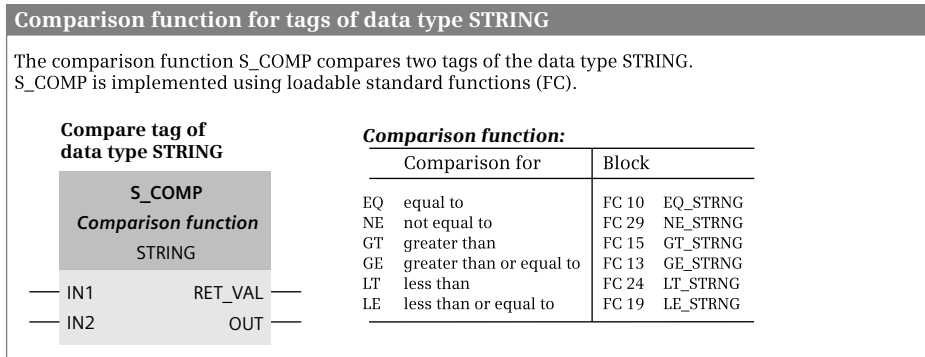 Comparison function for tags of data type STRING
The comparison function S_COMP compares two tags of the data type STRING.
S_COMP is implemented using loadable standard functions (FC).
Compare tag of
data type STRING
S_COMP
Comparison function
STRING
IN1 RET_VAL
IN2 OUT
Comparison function:
Comparison for Block
EQ equal to FC 10 EQ_STRNG
NE not equal to FC 29 NE_STRNG
GT greater than FC 15 GT_STRNG
GE greater than or equal to FC 13 GE_STRNG
LT less than FC 24 LT_STRNG
LE less than or equal to FC 19 LE_STRNG